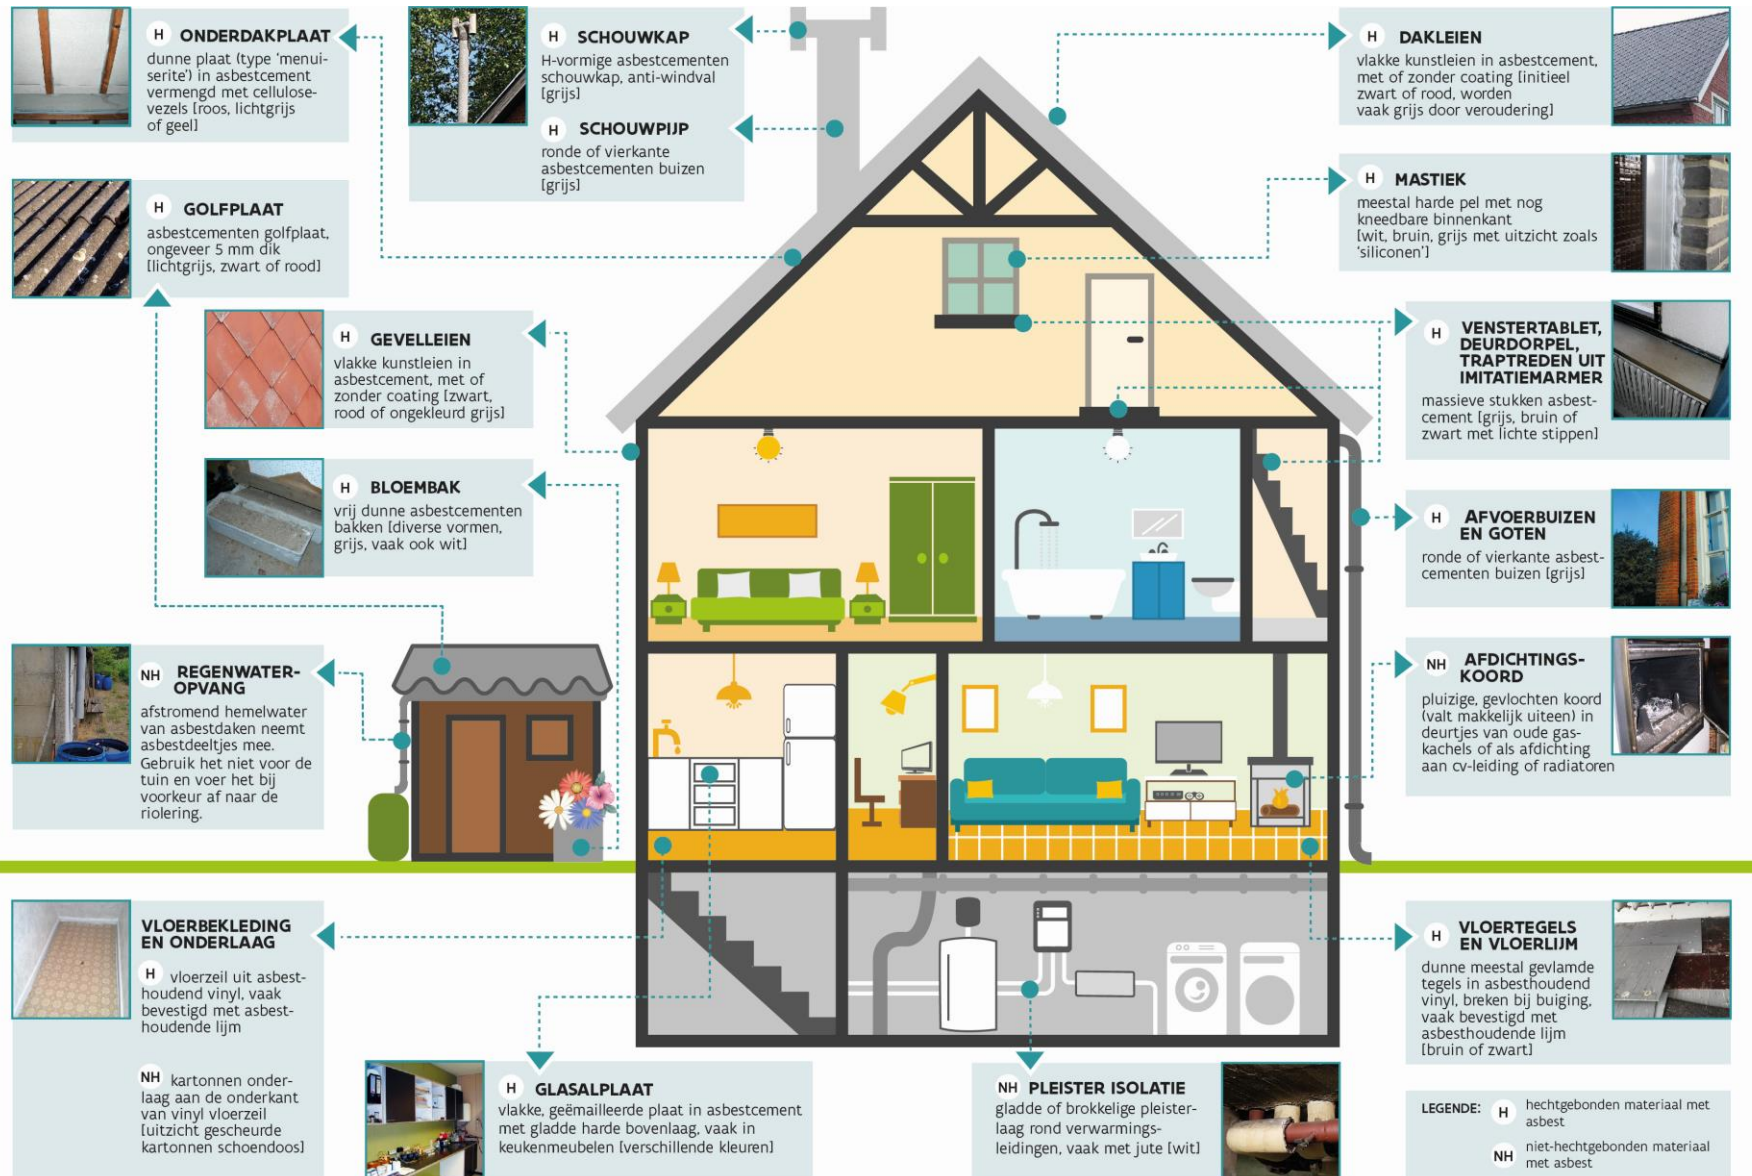 H ONDERDAKPLAAT
dunne plaat (type ‘menui-
serite’) in asbestcement
vermengd met cellulose-
vezels [roos, lichtgrijs
of geel]
H SCHOUWKAP
H-vormige asbestcementen
schouwkap, anti-windval
[grijs]
H SCHOUWPIJP
ronde of vierkante
asbestcementen buizen
[grijs]
H DAKLEIEN
vlakke kunstleien in asbestcement,
met of zonder coating [initieel
zwart of rood, worden
vaak grijs door veroudering]
H MASTIEK
meestal harde pel met nog
kneedbare binnenkant
[wit, bruin, grijs met uitzicht zoals
‘siliconen’]
H GOLFPLAAT
asbestcementen golfplaat,
ongeveer 5 mm dik
[lichtgrijs, zwart of rood]
H GEVELLEIEN
vlakke kunstleien in
asbestcement, met of
zonder coating [zwart,
rood of ongekleurd grijs]
H VENSTERTABLET,
DEURDORPEL,
TRAPTREDEN UIT
IMITATIEMARMER
massieve stukken asbest-
cement [grijs, bruin of
zwart met lichte stippen]
H BLOEMBAK
vrij dunne asbestcementen
bakken [diverse vormen,
grijs, vaak ook wit]
H AFVOERBUIZEN
EN GOTEN
ronde of vierkante asbest-
cementen buizen [grijs]
NH REGENWATER-
OPVANG
afstromend hemelwater
van asbestdaken neemt
asbestdeeltjes mee.
Gebruik het niet voor de
tuin en voer het bij
voorkeur af naar de
riolering.
NH AFDICHTINGS-
KOORD
pluizige, gevlochten koord
(valt makkelijk uiteen) in
deurtjes van oude gas-
kachels of als afdichting
aan cv-leiding of radiatoren
VLOERBEKLEDING
EN ONDERLAAG
H vloerzeil uit asbest-
houdend vinyl, vaak
bevestigd met asbest-
houdende lijm
NH kartonnen onder-
laag aan de onderkant
van vinyl vloerzeil
[uitzicht gescheurde
kartonnen schoendoos]
H GLASALPLAAT
vlakke, geëmailleerde plaat in asbestcement
met gladde harde bovenlaag, vaak in
keukenmeubelen [verschillende kleuren]
NH PLEISTER ISOLATIE
gladde of brokkelige pleister-
laag rond verwarmings-
leidingen, vaak met jute [wit]
H VLOERTEGELS
EN VLOERLIJM
dunne meestal gevlamde
tegels in asbesthoudend
vinyl, breken bij buiging,
vaak bevestigd met
asbesthoudende lijm
[bruin of zwart]
LEGENDE: H hechtgebonden materiaal met
asbest
NH niet-hechtgebonden materiaal
met asbest